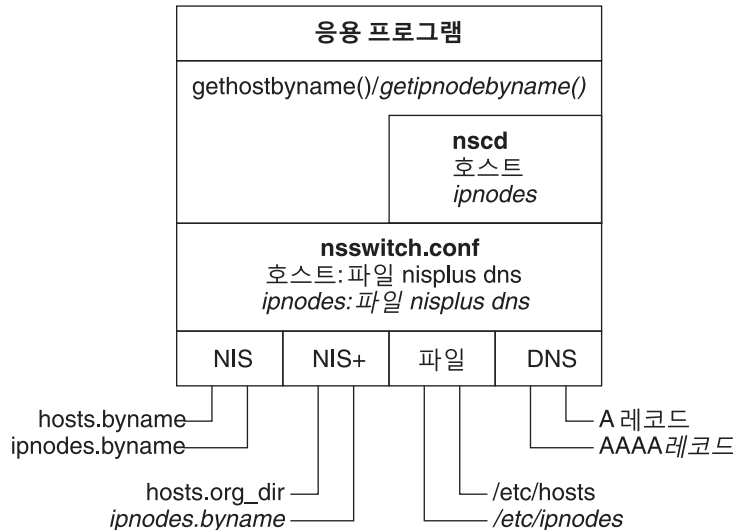 응용 프로그램
gethostbyname()/getipnodebyname()
nscd
호스트
ipnodes
nsswitch.conf
호스트: 파일 nisplus dns
ipnodes: 파일 nisplus dns
NIS
NIS+
파일
DNS
hosts.byname
ipnodes.byname
A 레코드
AAAA 레코드
hosts.org_dir
ipnodes.byname
/etc/hosts
/etc/ipnodes